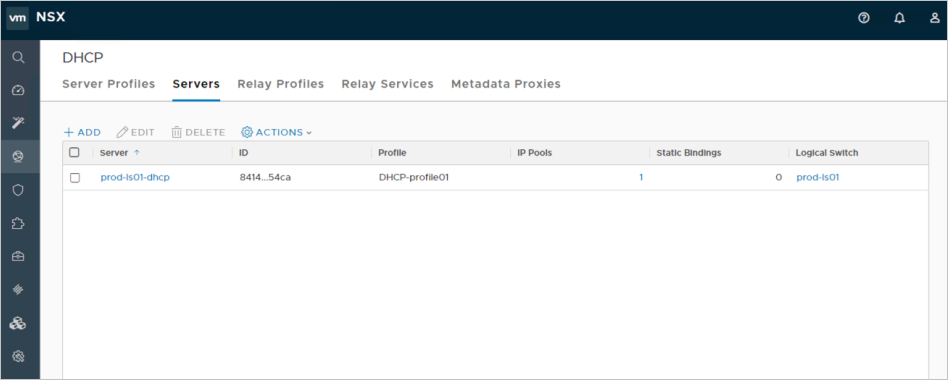 vm NSX
DHCP
Server Profiles Servers Relay Profiles Relay Services Metadata Proxies
+ ADD EDIT DELETE ACTIONS
Server ↑ ID Profile IP Pools Static Bindings Logical Switch
prod-ls01-dhcp 8414...54ca DHCP-profile01 1 0 prod-ls01